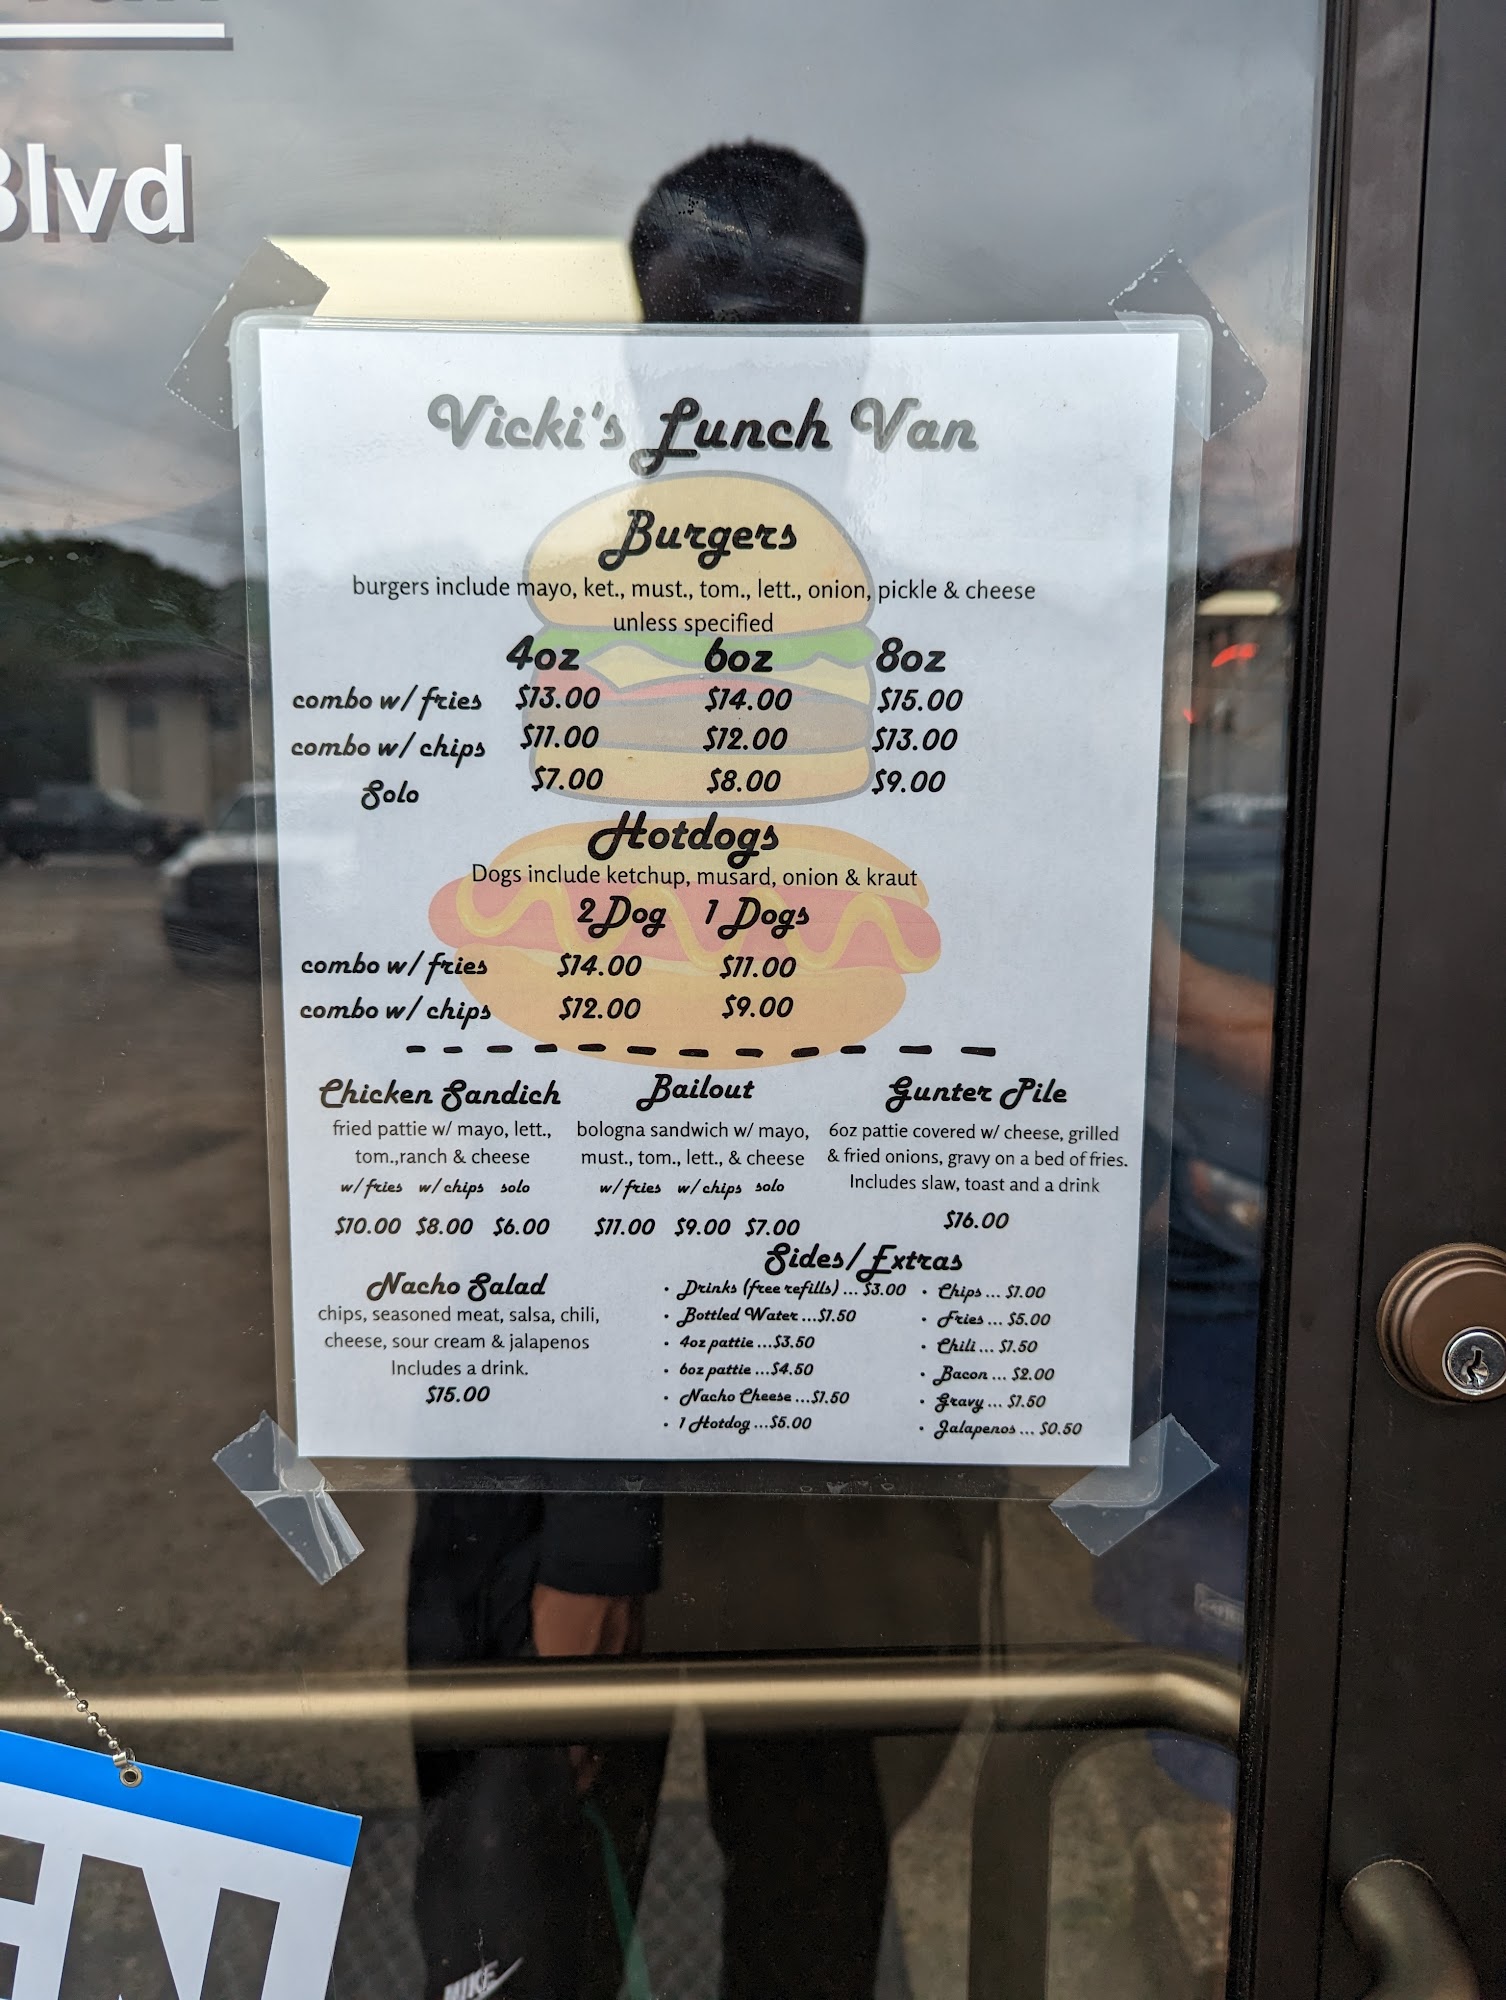 Blvd
Vicki's Lunch Van
Burgers
burgers include mayo, ket., must., tom., lett., onion, pickle & cheese
unless specified
4oz 6oz 8oz
combo w/ fries $13.00 $14.00 $15.00
combo w/ chips $11.00 $12.00 $13.00
Solo $7.00 $8.00 $9.00
Hotdogs
Dogs include ketchup, musard, onion & kraut
2 Dog 1 Dogs
combo w/ fries $14.00 $11.00
combo w/ chips $12.00 $9.00
Chicken Sandich
fried pattie w/ mayo, lett.,
tom.,ranch & cheese
w/fries w/chips solo
$10.00 $8.00 $6.00
Bailout
bologna sandwich w/ mayo,
must., tom., lett., & cheese
w/fries w/chips solo
$11.00 $9.00 $7.00
Gunter Pile
6oz pattie covered w/ cheese, grilled
& fried onions, gravy on a bed of fries.
Includes slaw, toast and a drink
$16.00
Nacho Salad
chips, seasoned meat, salsa, chili,
cheese, sour cream & jalapenos
Includes a drink.
$15.00
Sides/Extras
• Drinks (free refills) ... $3.00
• Bottled Water ...$1.50
• 4oz pattie ...$3.50
• 6oz pattie ...$4.50
• Nacho Cheese ...$1.50
• 1 Hotdog ...$5.00
• Chips ... $1.00
• Fries ... $5.00
• Chili ... $1.50
• Bacon ... $2.00
• Gravy ... $1.50
• Jalapenos ... $0.50
EN
NIKE